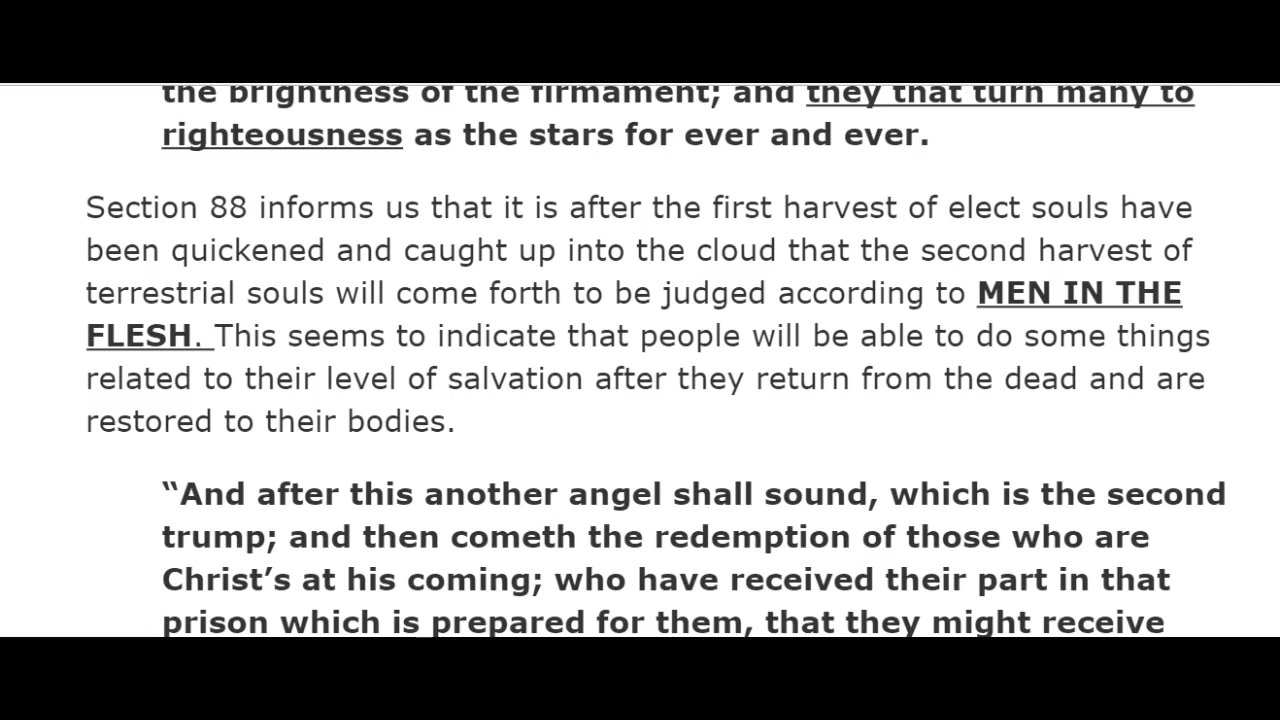 the brightness of the firmament; and they that turn many to
righteousness as the stars for ever and ever.
Section 88 informs us that it is after the first harvest of elect souls have
been quickened and caught up into the cloud that the second harvest of
terrestrial souls will come forth to be judged according to MEN IN THE
FLESH. This seems to indicate that people will be able to do some things
related to their level of salvation after they return from the dead and are
restored to their bodies.
“And after this another angel shall sound, which is the second
trump; and then cometh the redemption of those who are
Christ’s at his coming; who have received their part in that
prison which is prepared for them, that they might receive